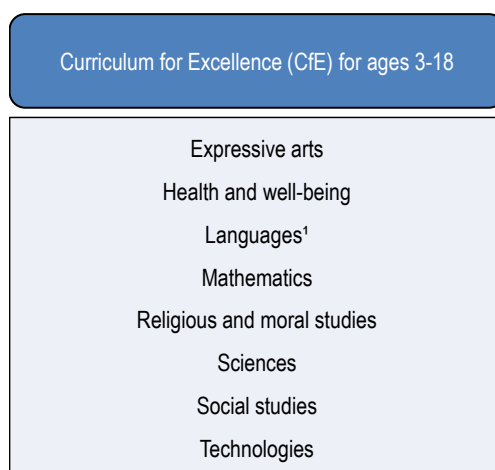 Curriculum for Excellence (CfE) for ages 3-18
Expressive arts
Health and well-being
Languages¹
Mathematics
Religious and moral studies
Sciences
Social studies
Technologies